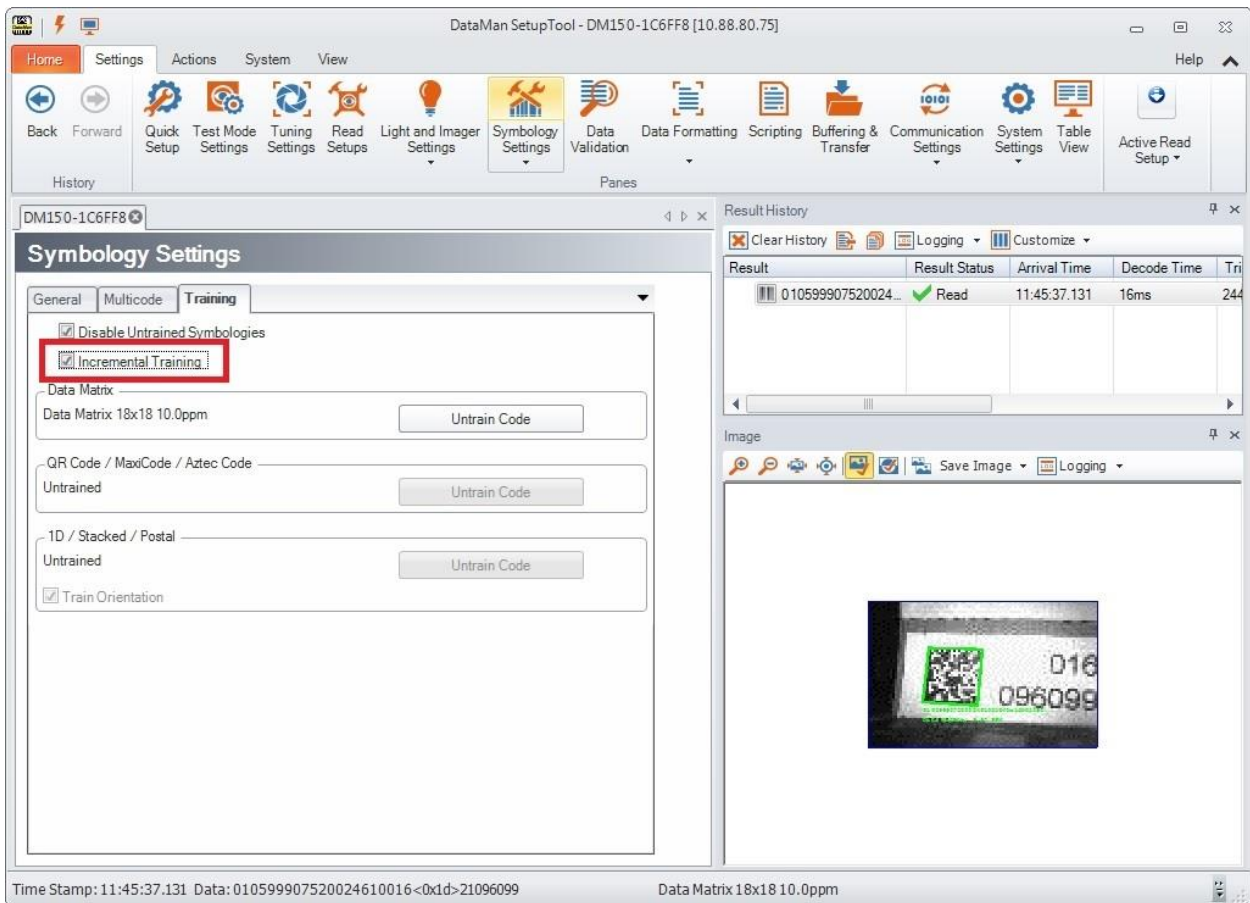 DataMan SetupTool - DM150-1C6FF8 [10.88.80.75]
Home Settings Actions System View Help
Back Forward Quick Setup Test Mode Settings Tuning Settings Read Setups Light and Imager Settings Symbology Settings Data Validation Data Formatting Scripting Buffering & Transfer Communication Settings System Settings Table View Active Read Setup
History Panes
DM150-1C6FF8
Symbology Settings
General Multicode Training
Disable Untrained Symbologies
Incremental Training
Data Matrix
Data Matrix 18x18 10.0ppm Untrain Code
QR Code / MaxiCode / Aztec Code
Untrained Untrain Code
1D / Stacked / Postal
Untrained Untrain Code
Train Orientation
Result History
Clear History Logging Customize
Result Result Status Arrival Time Decode Time Tri
010599907520024... Read 11:45:37.131 16ms 244
Image
Save Image Logging
016
096099
Time Stamp: 11:45:37.131 Data: 010599907520024610016<0x1d>21096099 Data Matrix 18x18 10.0ppm